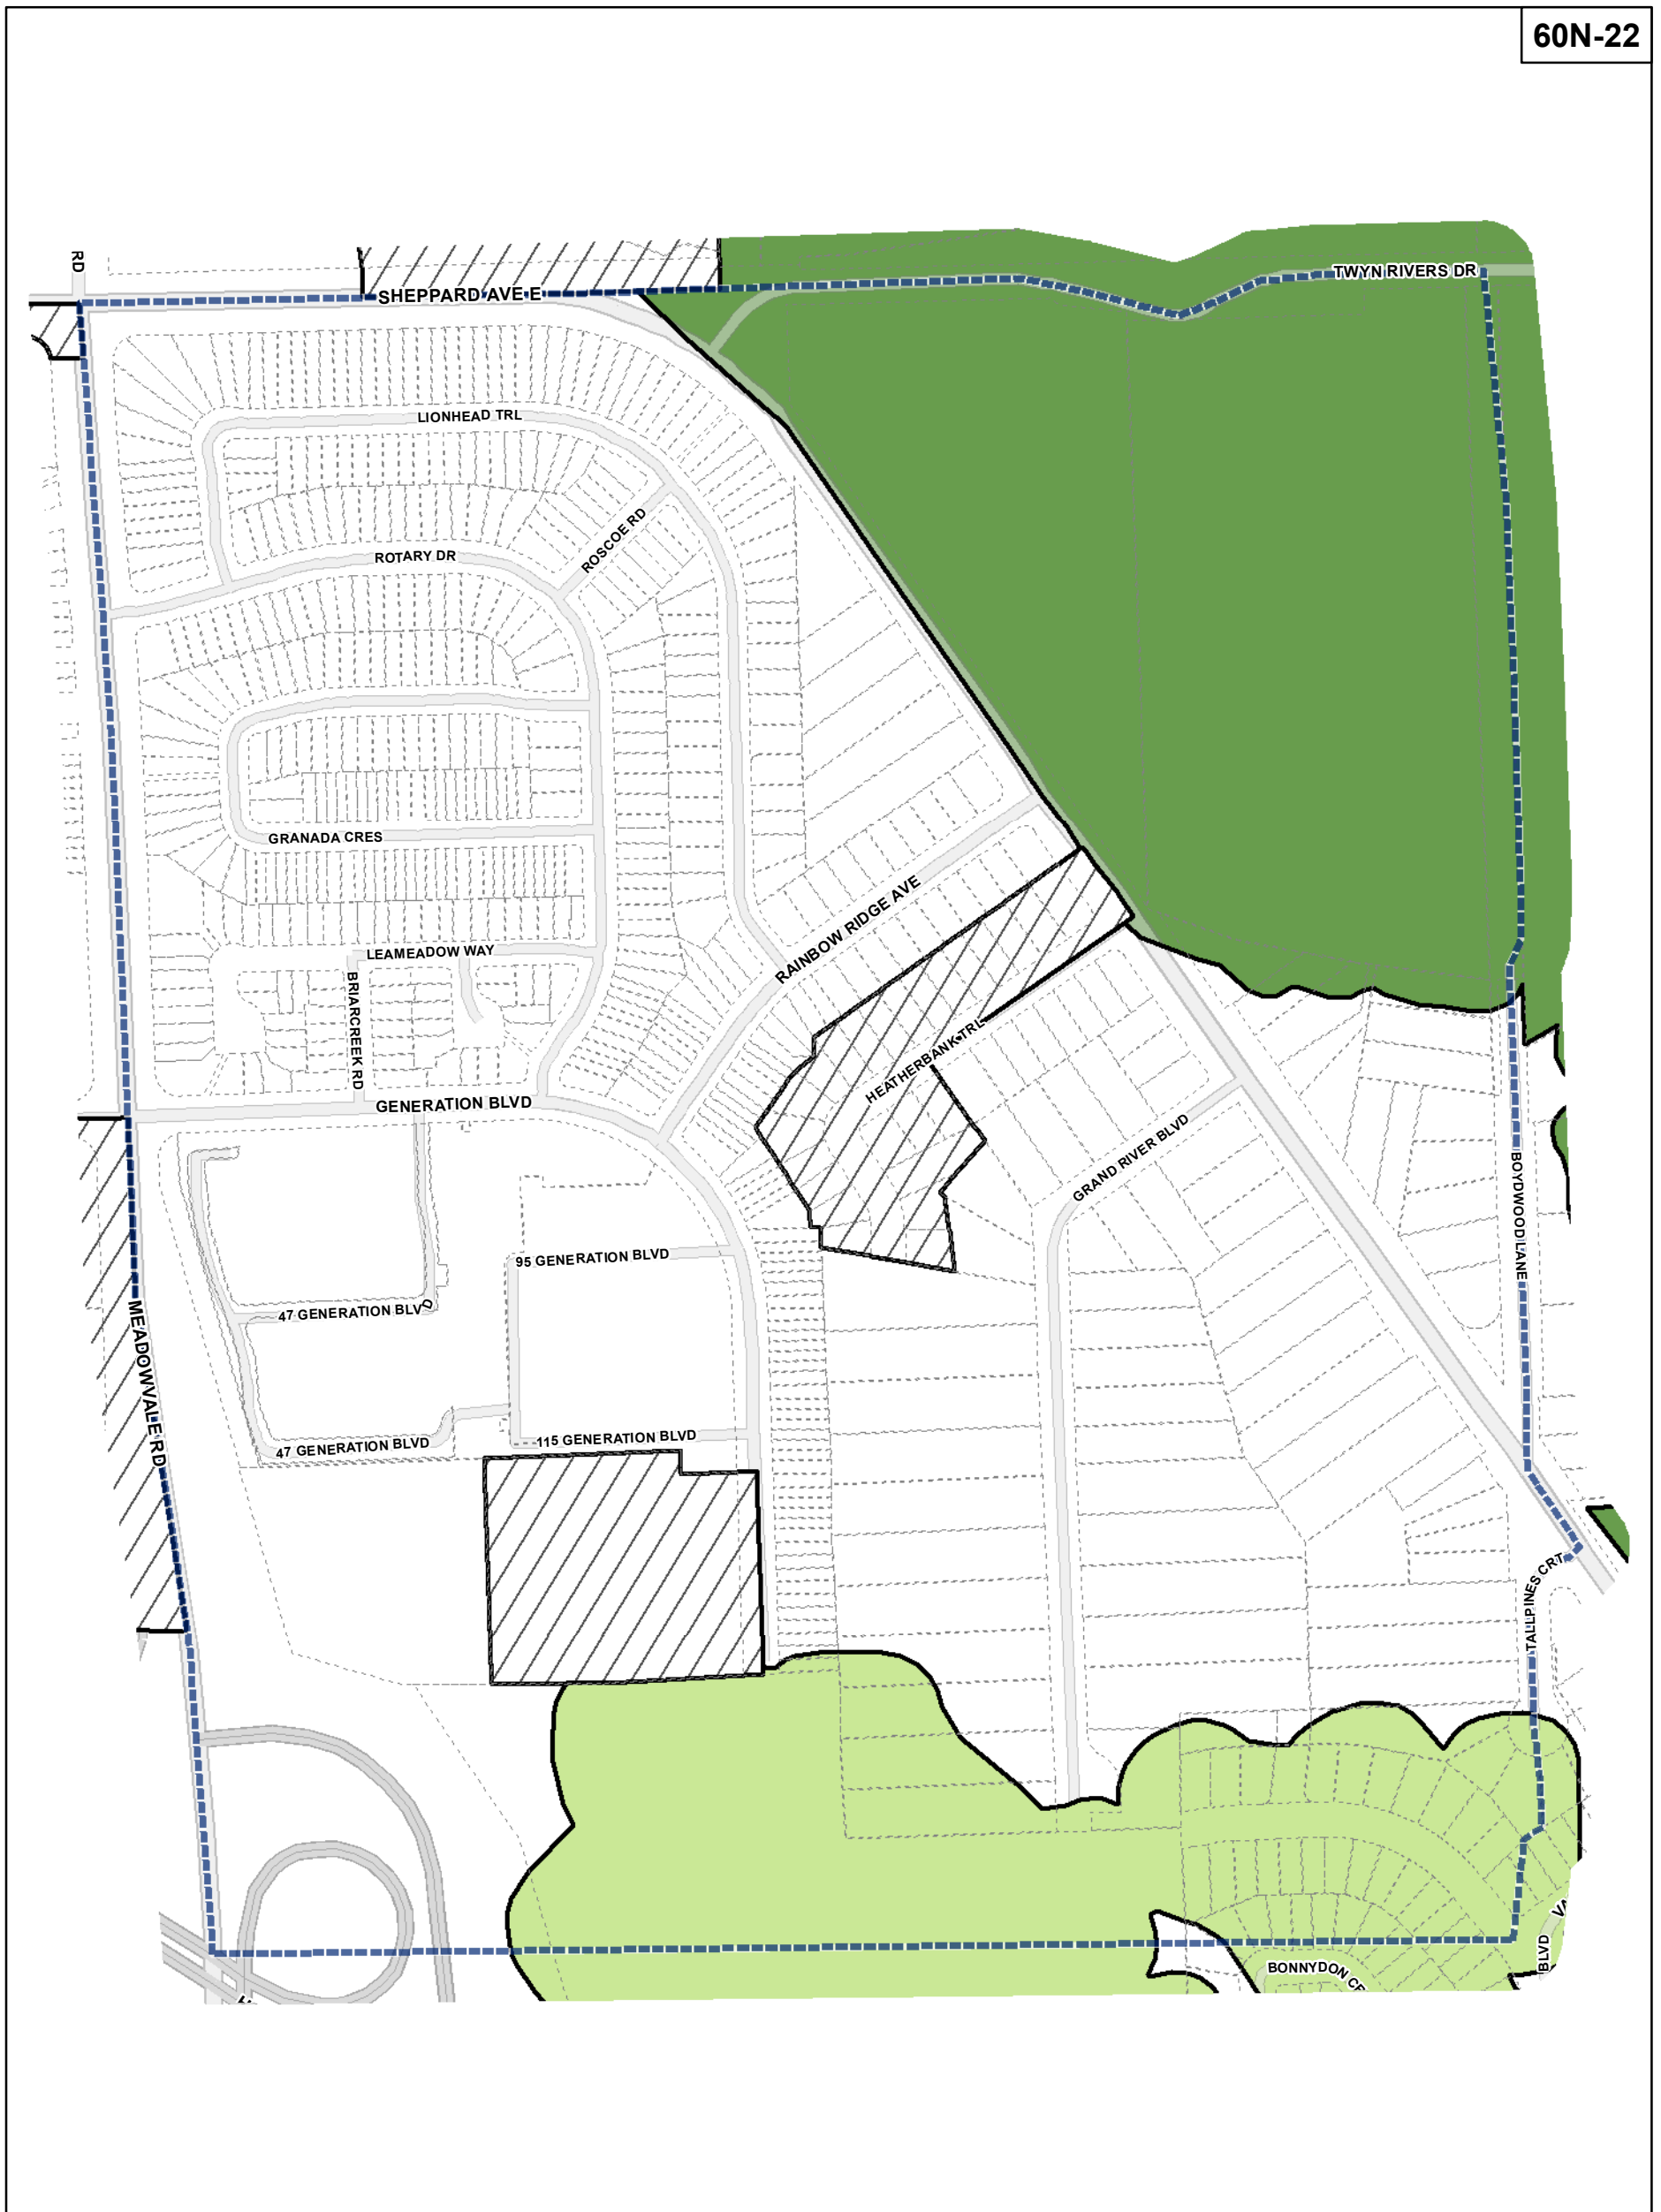 60N-22
RD
TWYN RIVERS DR
SHEPPARD AVE E
LIONHEAD TRL
ROSCOE RD
ROTARY DR
GRANADA CRES
RAINBOW RIDGE AVE
LEAMEADOW WAY
BRIARCREEK RD
HEATHERBANK TRL
GENERATION BLVD
GRAND RIVER BLVD
BOYDWOOD LANE
95 GENERATION BLVD
47 GENERATION BLVD
MEADOWVALE RD
115 GENERATION BLVD
47 GENERATION BLVD
TALLPINES CRT
VA
BLVD
BONNYDON CR